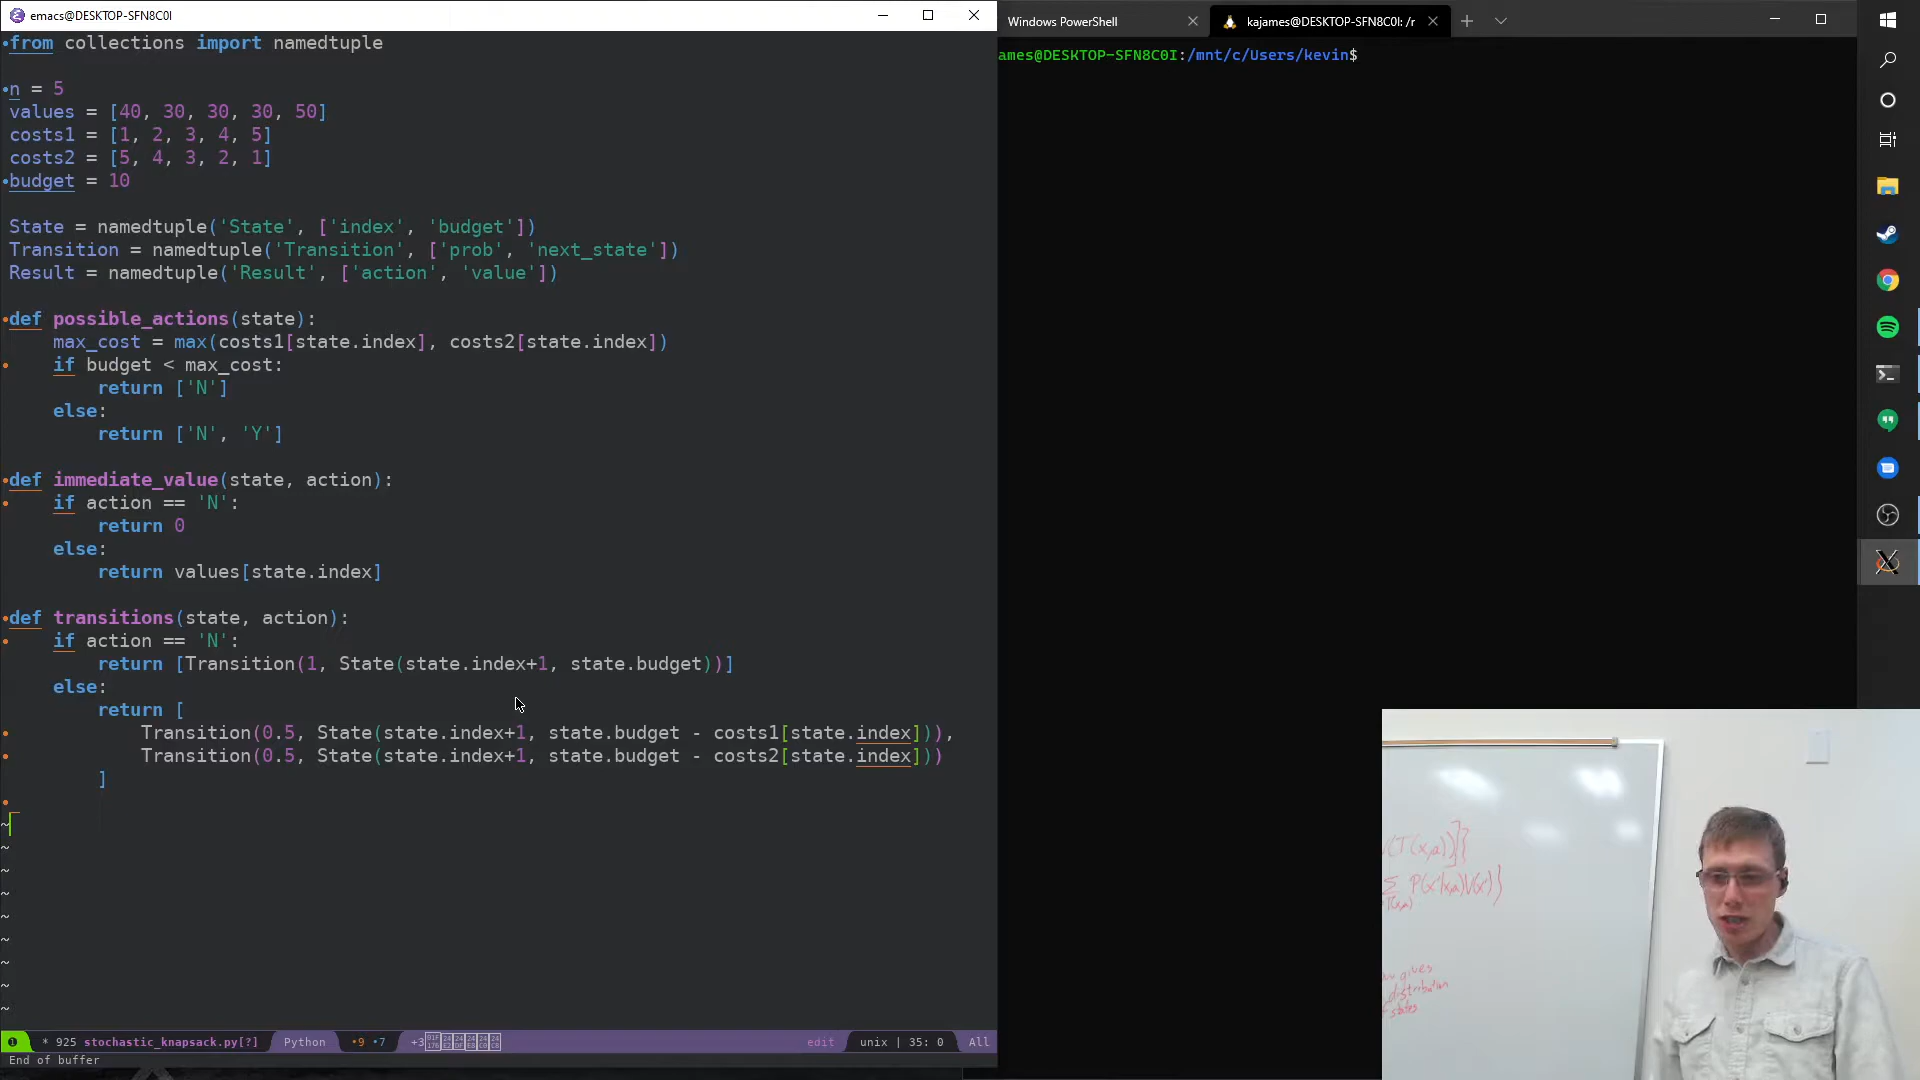 emacs@DESKTOP-SFN8C0I
from collections import namedtuple
n = 5
values = [40, 30, 30, 30, 50]
costs1 = [1, 2, 3, 4, 5]
costs2 = [5, 4, 3, 2, 1]
budget = 10
State = namedtuple('State', ['index', 'budget'])
Transition = namedtuple('Transition', ['prob', 'next_state'])
Result = namedtuple('Result', ['action', 'value'])
def possible_actions(state):
    max_cost = max(costs1[state.index], costs2[state.index])
    if budget < max_cost:
        return ['N']
    else:
        return ['N', 'Y']
def immediate_value(state, action):
    if action == 'N':
        return 0
    else:
        return values[state.index]
def transitions(state, action):
    if action == 'N':
        return [Transition(1, State(state.index+1, state.budget))]
    else:
        return [
            Transition(0.5, State(state.index+1, state.budget - costs1[state.index])),
            Transition(0.5, State(state.index+1, state.budget - costs2[state.index]))
        ]
~
~
~
~
~
~
~
~
~
* 925 stochastic_knapsack.py[?] Python •9 •7 +3 edit unix | 35: 0 All
End of buffer
Windows PowerShell
kajames@DESKTOP-SFN8C0I: /r
ames@DESKTOP-SFN8C0I:/mnt/c/Users/kevin$
(T(x,a))]}
Σ P(x'|x,a)V(x')}
gives
distribution
states